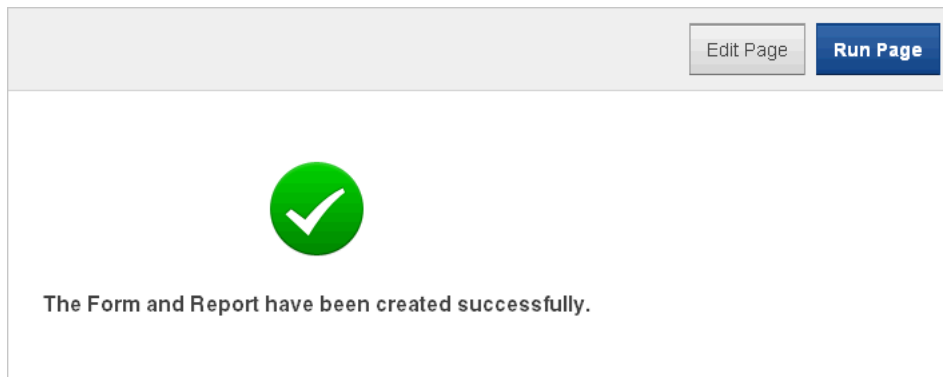 Edit Page Run Page
The Form and Report have been created successfully.